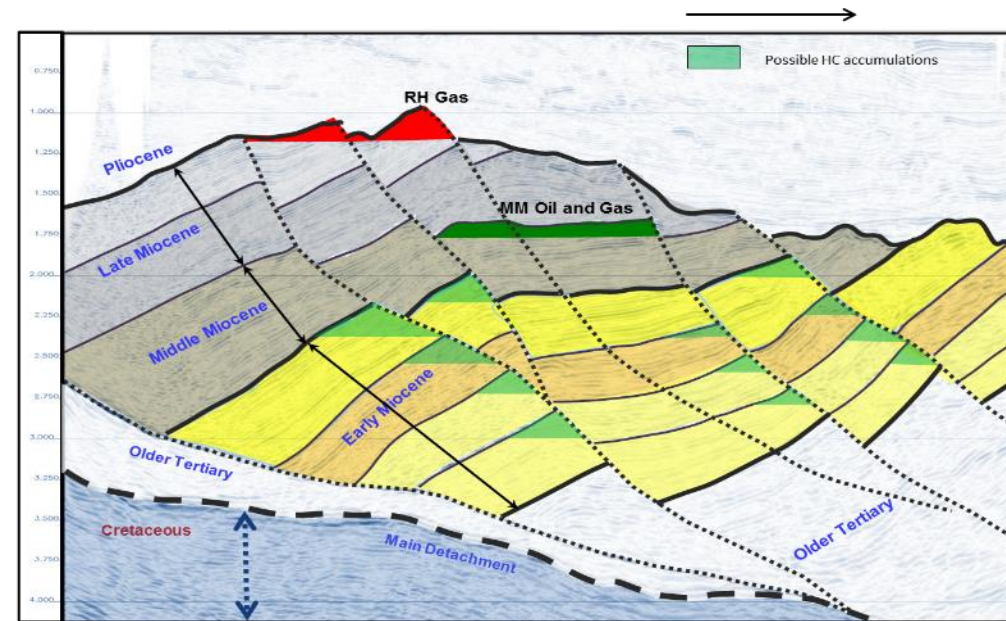 Possible HC accumulations
0.750
1.000
1.250
1.500
1.750
2.000
2.250
2.500
2.750
3.000
3.250
3.500
3.750
4.000
RH Gas
Pliocene
MM Oil and Gas
Late Miocene
Middle Miocene
Early Miocene
Older Tertiary
Cretaceous
Main Detachment
Older Tertiary